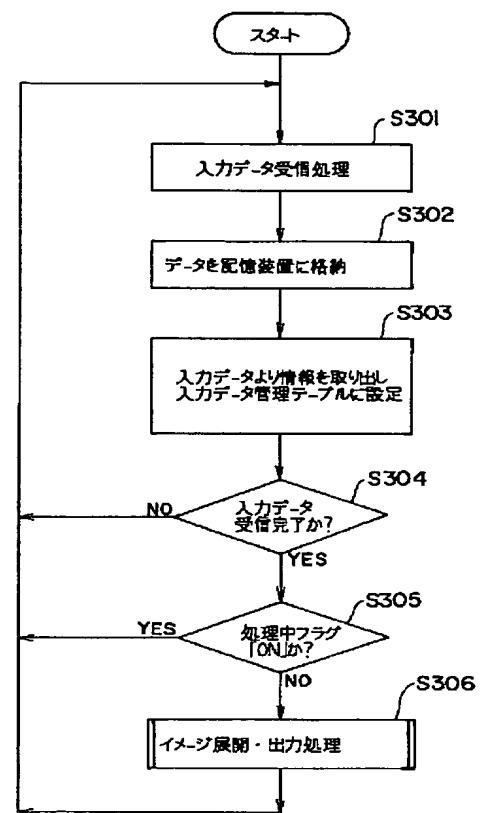 スタート
S301
入力データ受信処理
S302
データを記憶装置に格納
S303
入力データより情報を取り出し
入力データ管理テーブルに設定
S304
入力データ
受信完了か?
NO
YES
S305
処理中フラグ
「ON」か?
YES
NO
S306
イメージ展開・出力処理